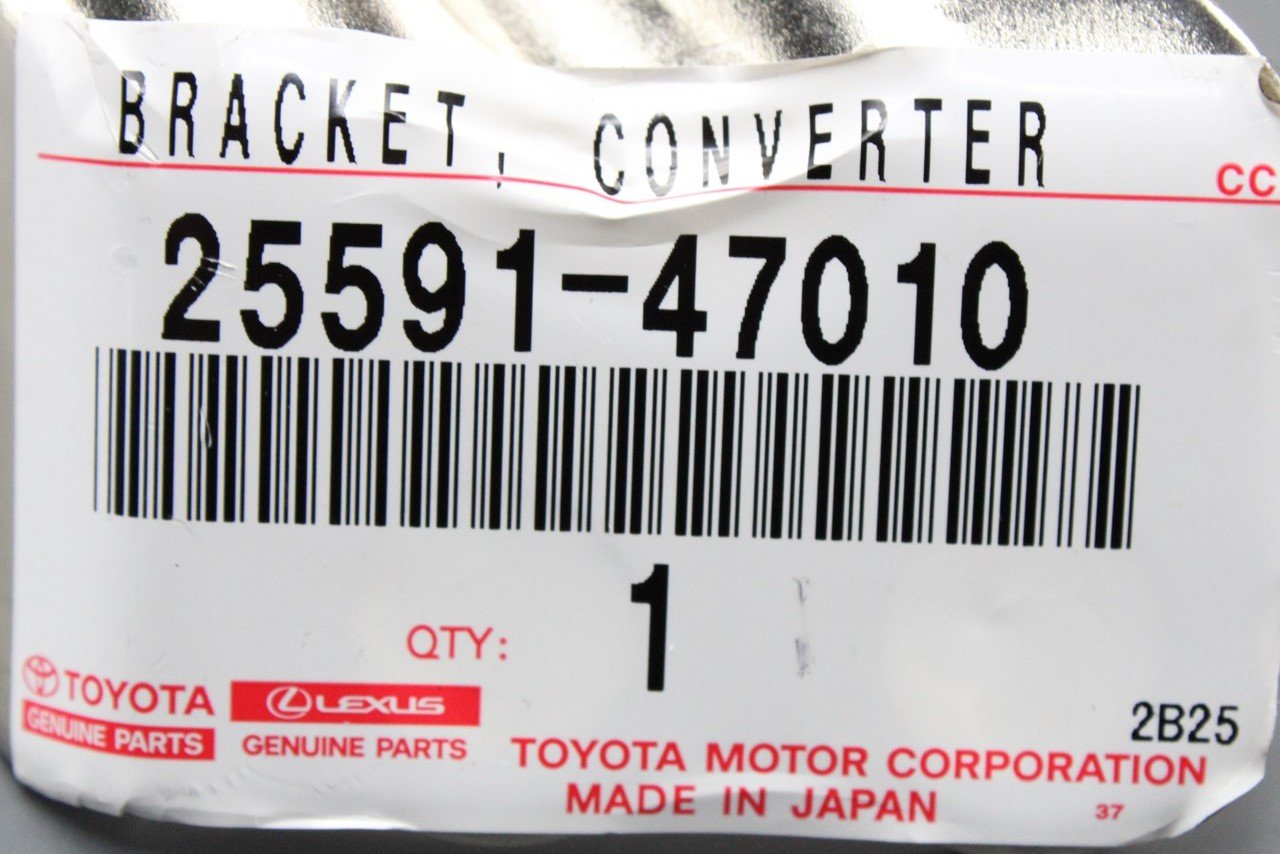 BRACKET, CONVERTER
CC
25591-47010
QTY: 1
TOYOTA
GENUINE PARTS
LEXUS
GENUINE PARTS
2B25
TOYOTA MOTOR CORPORATION
MADE IN JAPAN
37